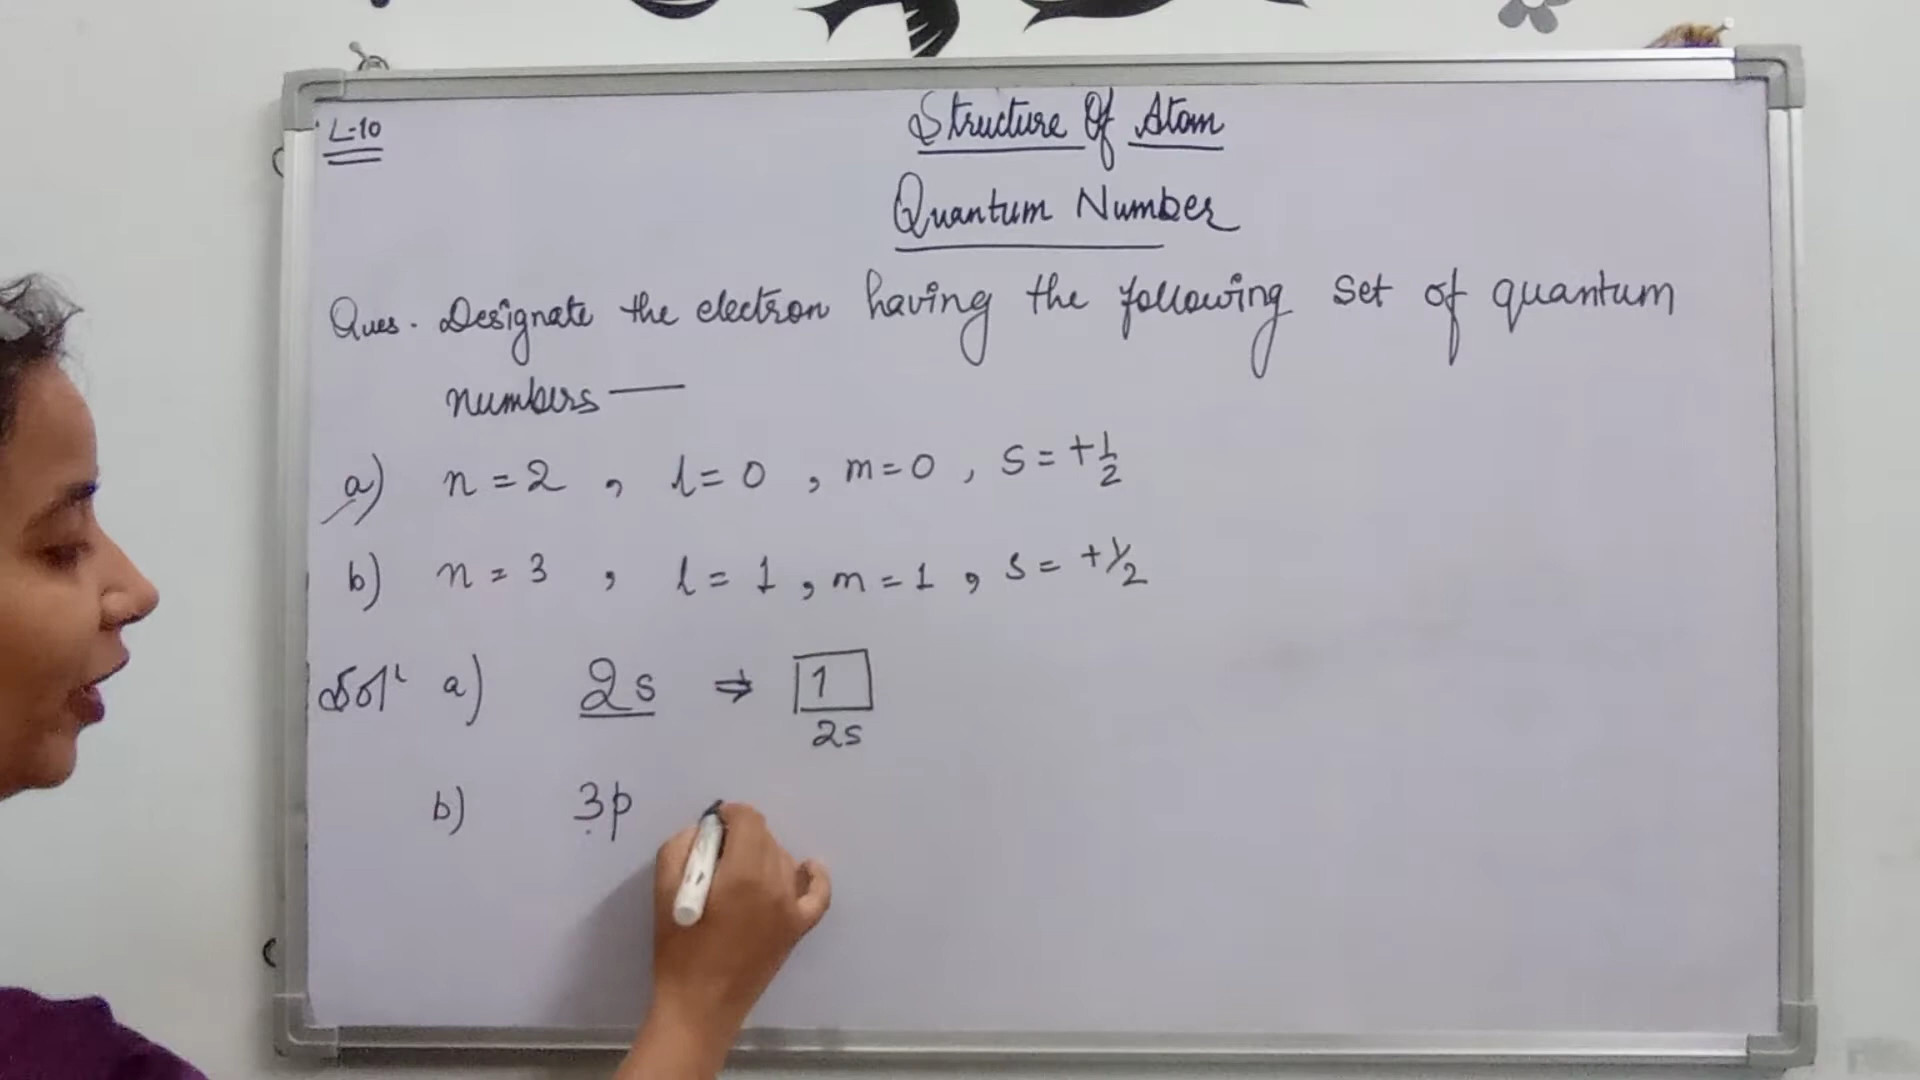 L-10
Structure Of Atom
Quantum Number
Ques. Designate the electron having the following set of quantum
numbers —
a) n = 2 , l = 0 , m = 0 , s = +1/2
b) n = 3 , l = 1 , m = 1 , s = +1/2
Solⁿ a) 2s ⇒ 1
2s
b) 3p